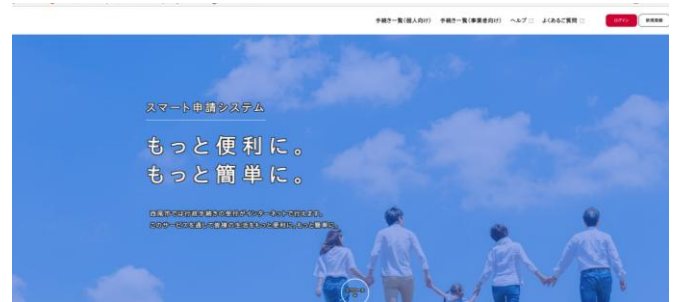 手続き一覧(個人向け) 手続き一覧(事業者向け) ヘルプ よくあるご質問 ログイン 新規登録
スマート申請システム
もっと便利に。
もっと簡単に。
西尾市では行政手続きの受付がインターネットで行えます。
このサービスを通して皆様の生活をもっと便利に、もっと簡単に。